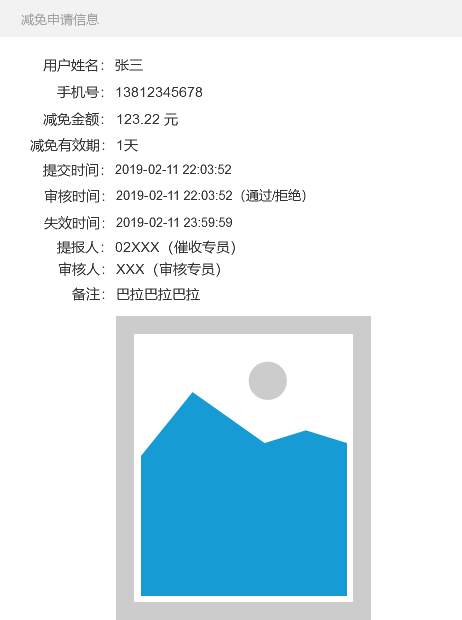 减免申请信息
用户姓名： 张三
手机号： 13812345678
减免金额： 123.22 元
减免有效期： 1天
提交时间： 2019-02-11 22:03:52
审核时间： 2019-02-11 22:03:52（通过/拒绝）
失效时间： 2019-02-11 23:59:59
提报人： 02XXX（催收专员）
审核人： XXX（审核专员）
备注： 巴拉巴拉巴拉